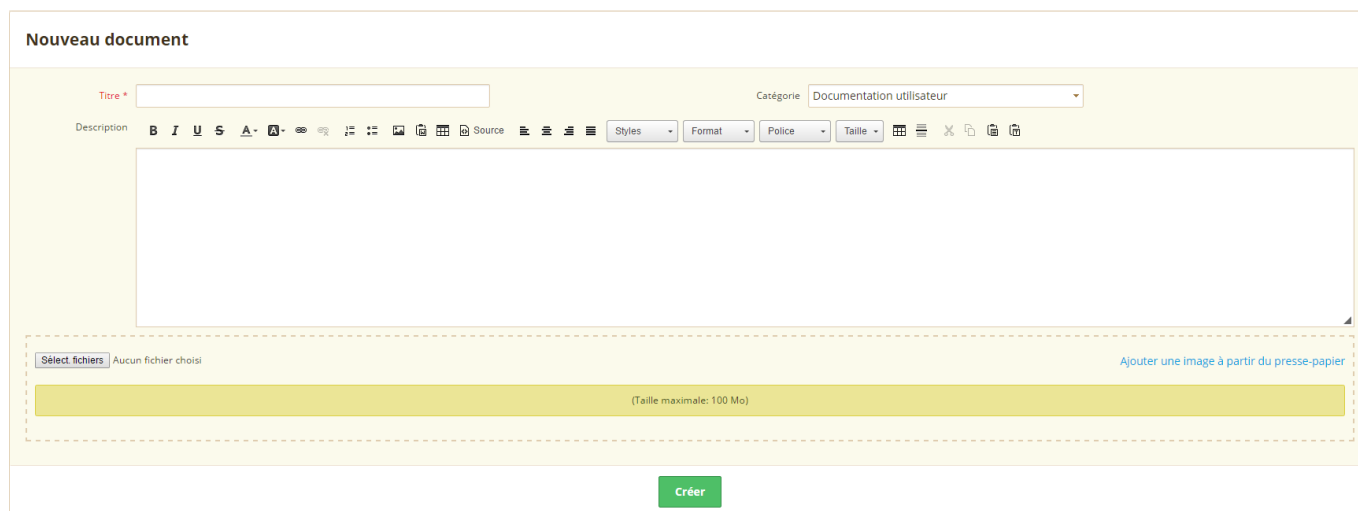 Nouveau document
Titre *
Catégorie Documentation utilisateur
Description B I U S A A Source Styles Format Police Taille
Sélect. fichiers Aucun fichier choisi
Ajouter une image à partir du presse-papier
(Taille maximale: 100 Mo)
Créer